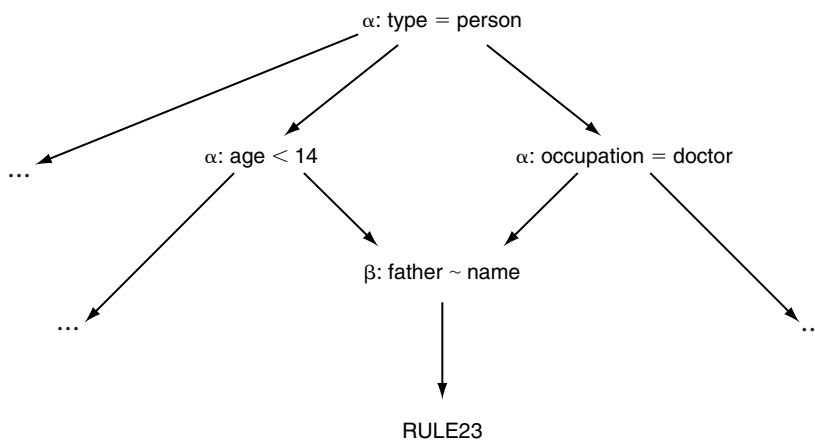 α: type = person
α: age < 14
α: occupation = doctor
...
β: father ~ name
...
..
RULE23